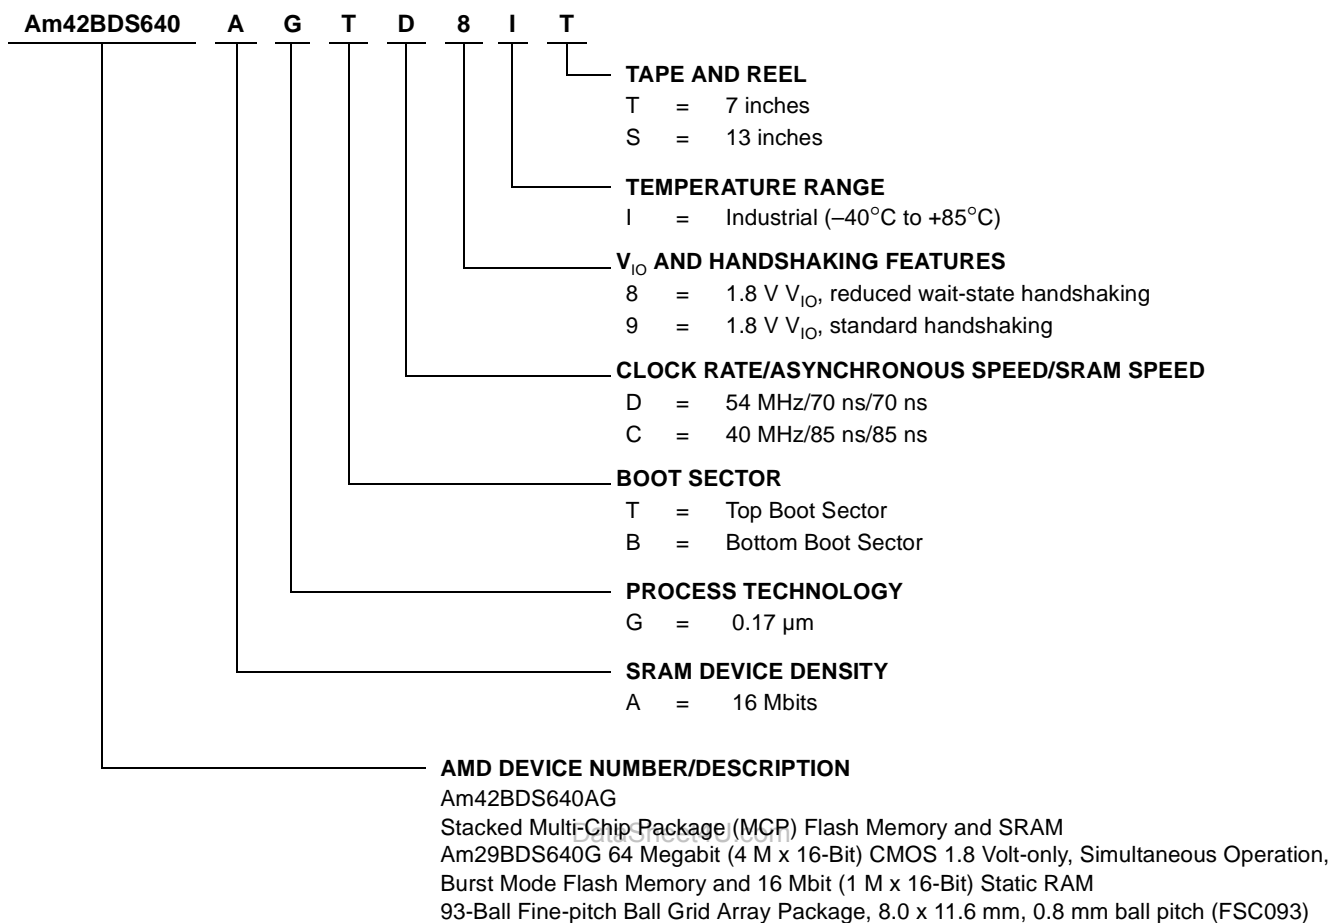 Am42BDS640 A G T D 8 I T
TAPE AND REEL
T = 7 inches
S = 13 inches
TEMPERATURE RANGE
I = Industrial (–40°C to +85°C)
VIO AND HANDSHAKING FEATURES
8 = 1.8 V VIO, reduced wait-state handshaking
9 = 1.8 V VIO, standard handshaking
CLOCK RATE/ASYNCHRONOUS SPEED/SRAM SPEED
D = 54 MHz/70 ns/70 ns
C = 40 MHz/85 ns/85 ns
BOOT SECTOR
T = Top Boot Sector
B = Bottom Boot Sector
PROCESS TECHNOLOGY
G = 0.17 µm
SRAM DEVICE DENSITY
A = 16 Mbits
AMD DEVICE NUMBER/DESCRIPTION
Am42BDS640AG
Stacked Multi-Chip Package (MCP) Flash Memory and SRAM
DataSheet4U.com
Am29BDS640G 64 Megabit (4 M x 16-Bit) CMOS 1.8 Volt-only, Simultaneous Operation,
Burst Mode Flash Memory and 16 Mbit (1 M x 16-Bit) Static RAM
93-Ball Fine-pitch Ball Grid Array Package, 8.0 x 11.6 mm, 0.8 mm ball pitch (FSC093)